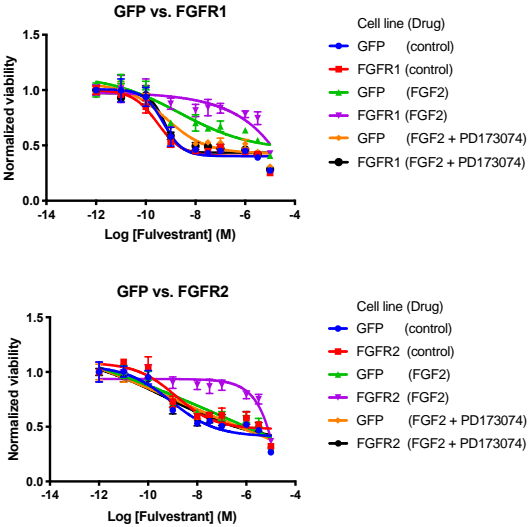 GFP vs. FGFR1
Normalized viability
1.5
1.0
0.5
0.0
-14 -12 -10 -8 -6 -4
Log [Fulvestrant] (M)
Cell line (Drug)
GFP (control)
FGFR1 (control)
GFP (FGF2)
FGFR1 (FGF2)
GFP (FGF2 + PD173074)
FGFR1 (FGF2 + PD173074)
GFP vs. FGFR2
Normalized viability
1.5
1.0
0.5
0.0
-14 -12 -10 -8 -6 -4
Log [Fulvestrant] (M)
Cell line (Drug)
GFP (control)
FGFR2 (control)
GFP (FGF2)
FGFR2 (FGF2)
GFP (FGF2 + PD173074)
FGFR2 (FGF2 + PD173074)